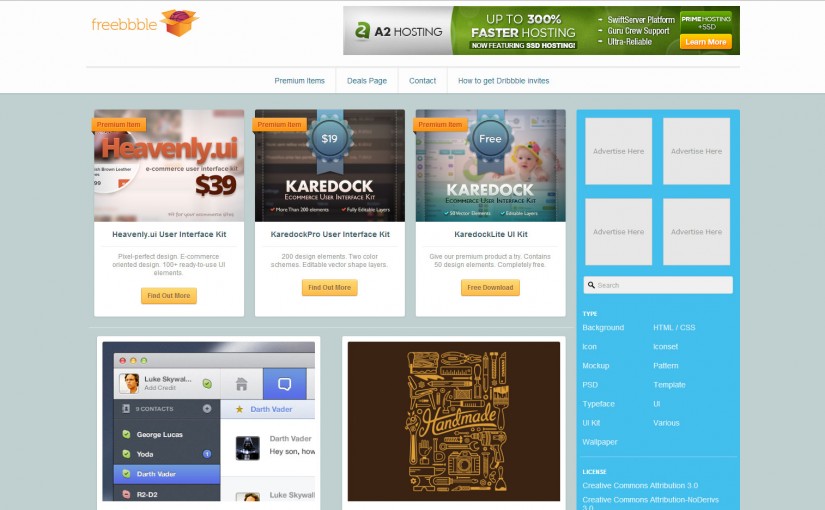 freebbble
A2 HOSTING
UP TO 300%
FASTER HOSTING
NOW FEATURING SSD HOSTING!
SwiftServer Platform
Guru Crew Support
Ultra-Reliable
PRIME HOSTING
+SSD
Learn More
Premium Items
Deals Page
Contact
How to get Dribbble invites
Premium Item
Heavenly.ui
e-commerce user interface kit
$39
Heavenly.ui User Interface Kit
Pixel-perfect design. E-commerce
oriented design. 100+ ready-to-use UI
elements.
Find Out More
Premium Item
$19
KAREDOCK
ECOMMERCE USER INTERFACE KIT
More Than 200 elements
Fully Editable Layers
KaredockPro User Interface Kit
200 design elements. Two color
schemes. Editable vector shape layers.
Find Out More
Premium Item
Free
KAREDOCK
ECOMMERCE USER INTERFACE KIT
50 Vector Elements
Editable Layers
KaredockLite UI Kit
Give our premium product a try. Contains
50 design elements. Completely free.
Free Download
Advertise Here
Advertise Here
Advertise Here
Advertise Here
Search
TYPE
Background
HTML / CSS
Icon
Iconset
Mockup
Pattern
PSD
Template
Typeface
UI
UI Kit
Various
Wallpaper
LICENSE
Creative Commons Attribution 3.0
Creative Commons Attribution-NoDerivs
3.0
Luke Skywal...
Add Credit
9 CONTACTS
Darth Vader
George Lucas
Yoda
1
Darth Vader
R2-D2
Darth Vader
Hey son, how
Luke Skywal
Handmade